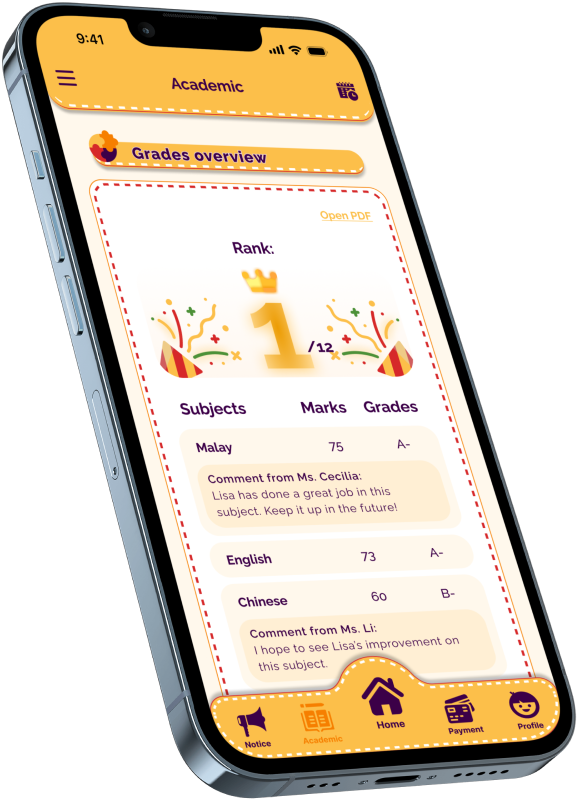 9:41
Academic
Grades overview
Open PDF
Rank:
1/12
Subjects Marks Grades
Malay 75 A-
Comment from Ms. Cecilia:
Lisa has done a great job in this
subject. Keep it up in the future!
English 73 A-
Chinese 60 B-
Comment from Ms. Li:
I hope to see Lisa's improvement on
this subject.
Notice Academic Home Payment Profile